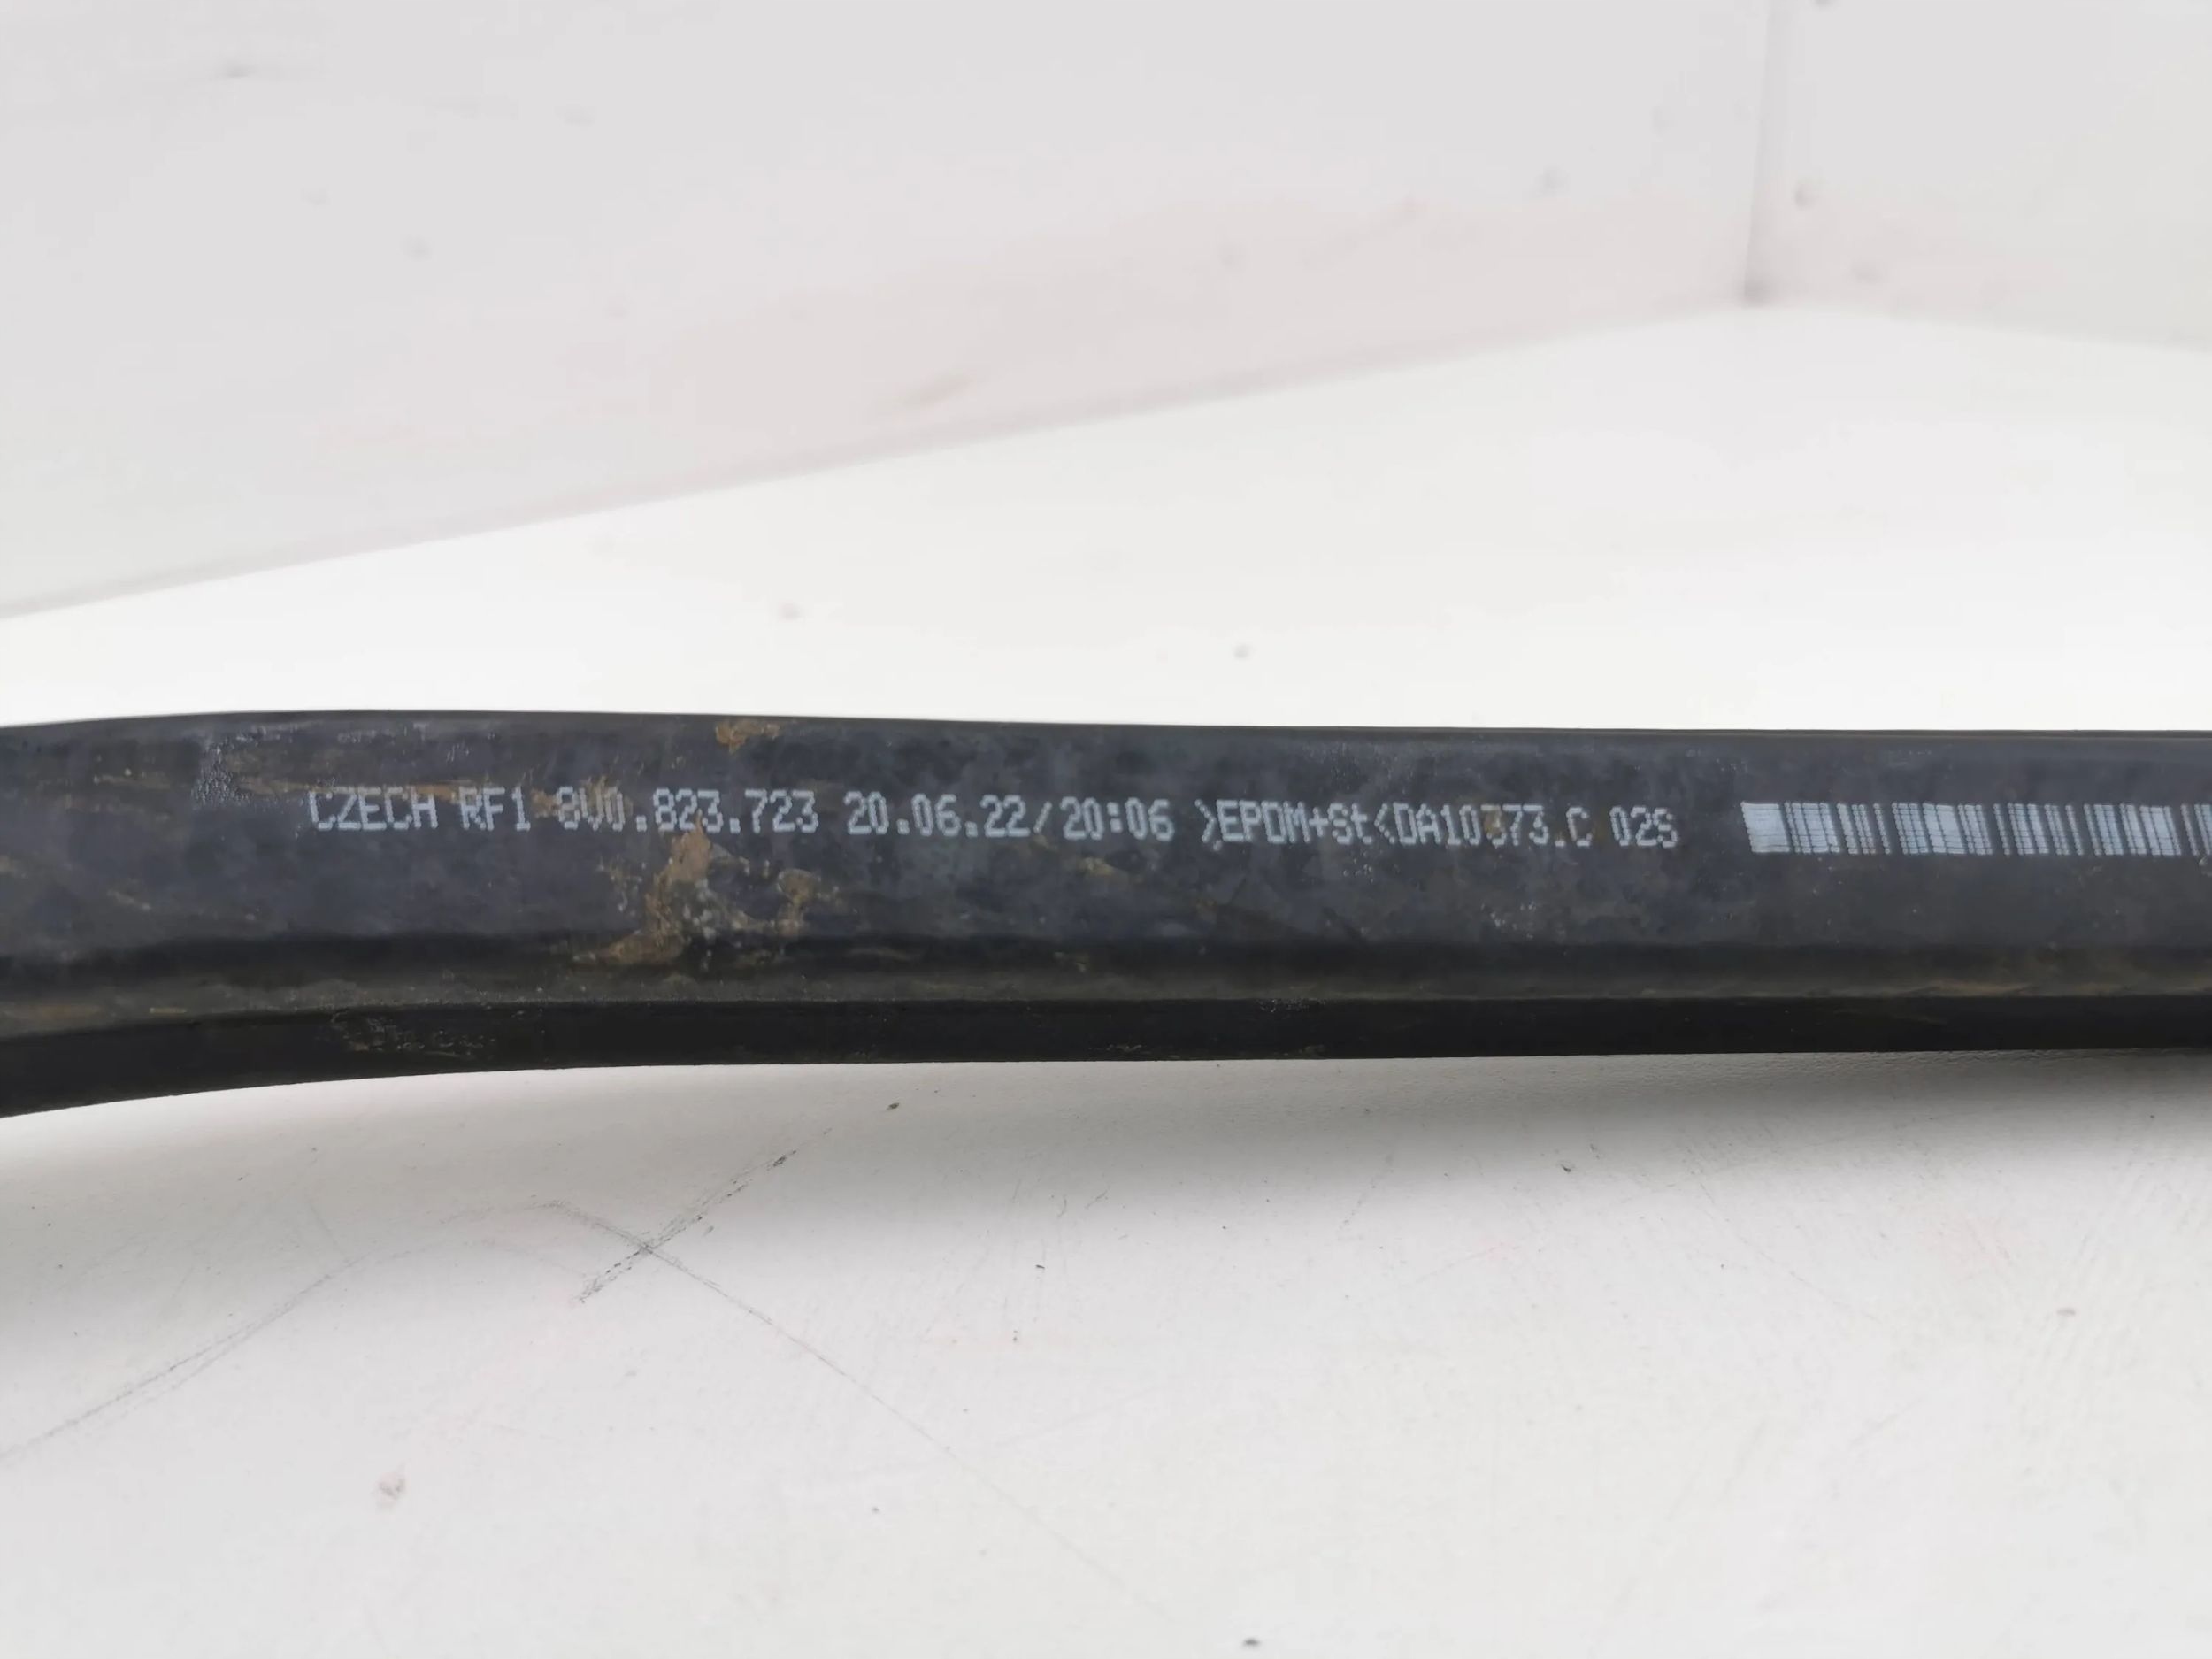 CZECH RF1 8V0.823.723 20.06.22/20:06 >EPDM+St<DA10373.C 02S